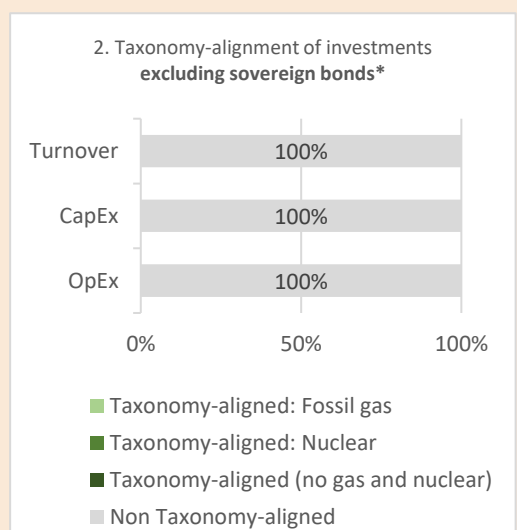 2. Taxonomy-alignment of investments
excluding sovereign bonds*
Turnover
100%
CapEx
100%
OpEx
100%
0%
50%
100%
Taxonomy-aligned: Fossil gas
Taxonomy-aligned: Nuclear
Taxonomy-aligned (no gas and nuclear)
Non Taxonomy-aligned